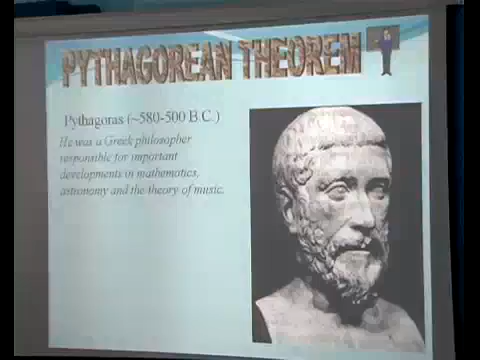 PYTHAGOREAN THEOREM
Pythagoras (~580-500 B.C.)
He was a Greek philosopher
responsible for important
developments in mathematics,
astronomy and the theory of music.